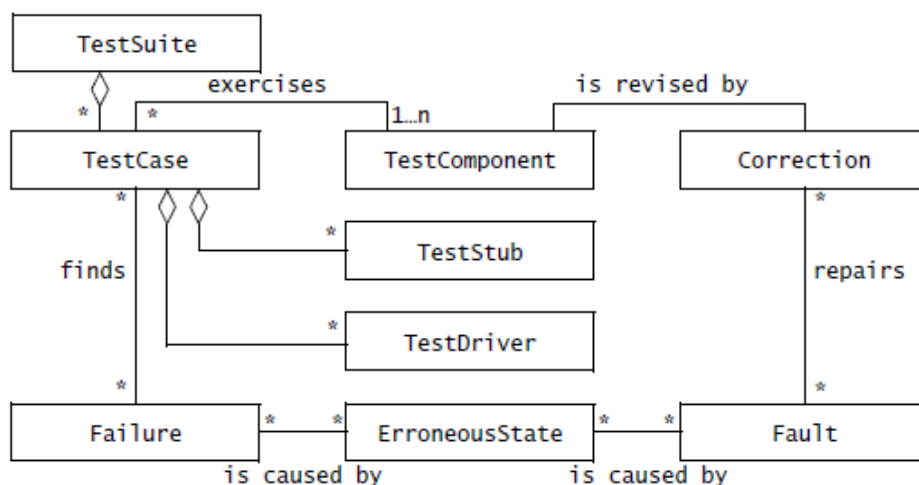 TestSuite
exercises
is revised by
* *
1…n
TestCase
TestComponent
Correction
* *
*
TestStub
finds
repairs
*
TestDriver
* *
Failure
* *
ErroneousState
* *
Fault
is caused by
is caused by